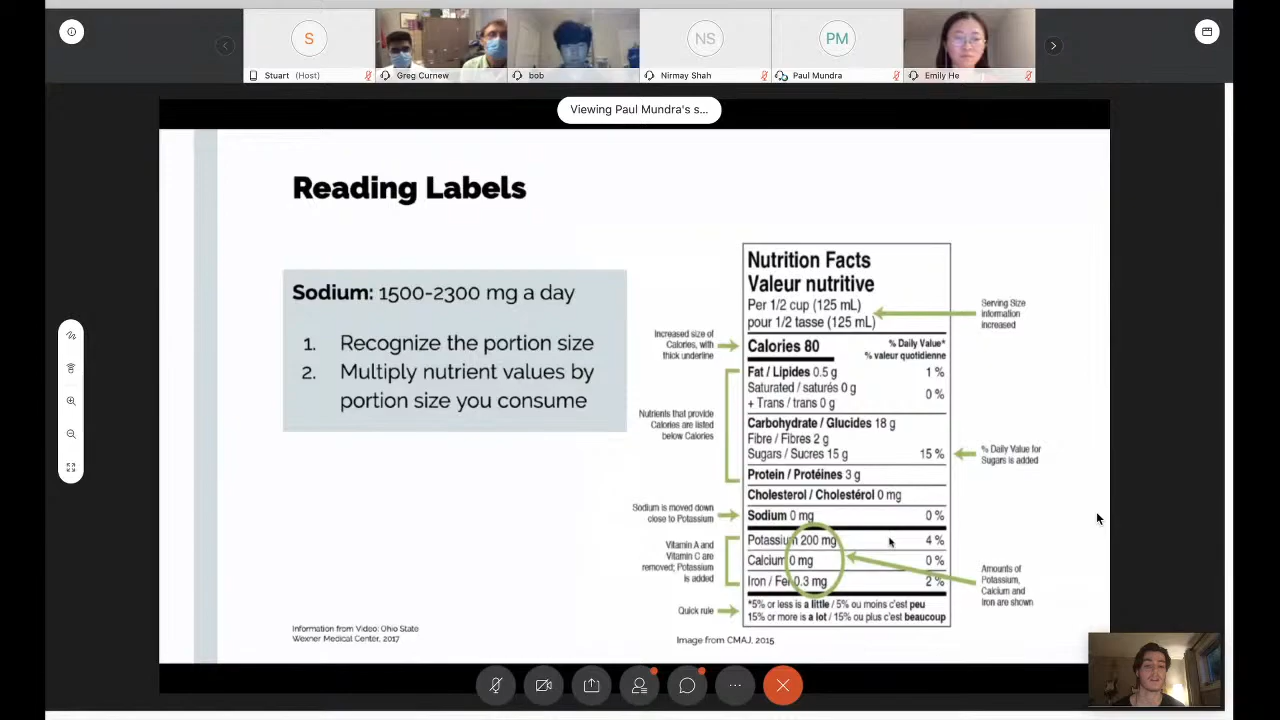 S
NS
PM
Stuart (Host)
Greg Curnew
bob
Nirmay Shah
Paul Mundra
Emily He
Viewing Paul Mundra's s...
Reading Labels
Sodium: 1500-2300 mg a day
1. Recognize the portion size
2. Multiply nutrient values by
portion size you consume
Information from Video: Ohio State
Wexner Medical Center, 2017
Increased size of
Calories, with
thick underline
Nutrients that provide
Calories are listed
below Calories
Sodium is moved down
close to Potassium
Vitamin A and
Vitamin C are
removed; Potassium
is added
Quick rule
Nutrition Facts
Valeur nutritive
Per 1/2 cup (125 mL)
pour 1/2 tasse (125 mL)
Calories 80
% Daily Value*
% valeur quotidienne
Fat / Lipides 0.5 g 1 %
Saturated / saturés 0 g
+ Trans / trans 0 g
0 %
Carbohydrate / Glucides 18 g
Fibre / Fibres 2 g
Sugars / Sucres 15 g 15 %
Protein / Protéines 3 g
Cholesterol / Cholestérol 0 mg
Sodium 0 mg 0 %
Potassium 200 mg 4 %
Calcium 0 mg 0 %
Iron / Fer 0.3 mg 2 %
*5% or less is a little / 5% ou moins c'est peu
15% or more is a lot / 15% ou plus c'est beaucoup
Image from CMAJ, 2015
Serving Size
information
increased
% Daily Value for
Sugars is added
Amounts of
Potassium,
Calcium and
Iron are shown